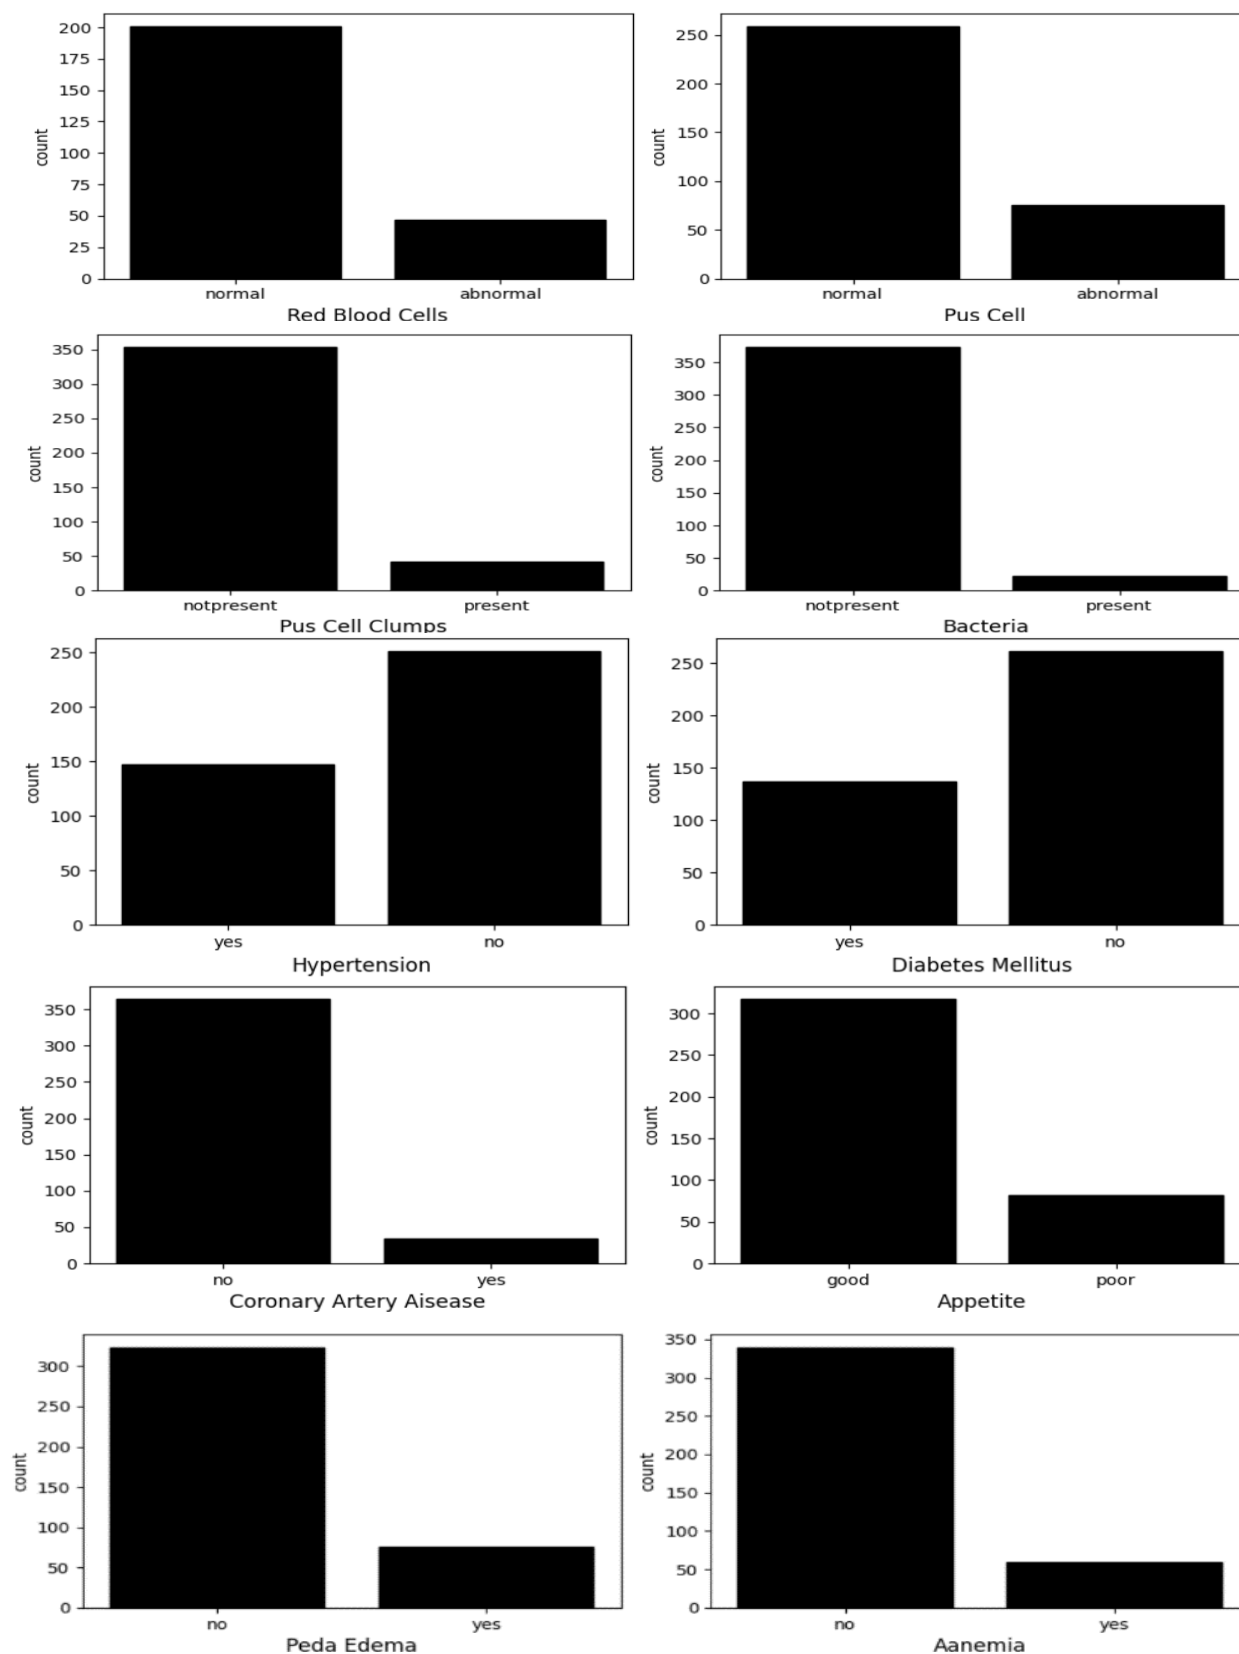 200
175
150
125
100
75
50
25
0
count
normal abnormal
Red Blood Cells
250
200
150
100
50
0
count
normal abnormal
Pus Cell
350
300
250
200
150
100
50
0
count
notpresent present
Pus Cell Clumps
350
300
250
200
150
100
50
0
count
notpresent present
Bacteria
250
200
150
100
50
0
count
yes no
Hypertension
250
200
150
100
50
0
count
yes no
Diabetes Mellitus
350
300
250
200
150
100
50
0
count
no yes
Coronary Artery Aisease
300
250
200
150
100
50
0
count
good poor
Appetite
300
250
200
150
100
50
0
count
no yes
Peda Edema
350
300
250
200
150
100
50
0
count
no yes
Aanemia